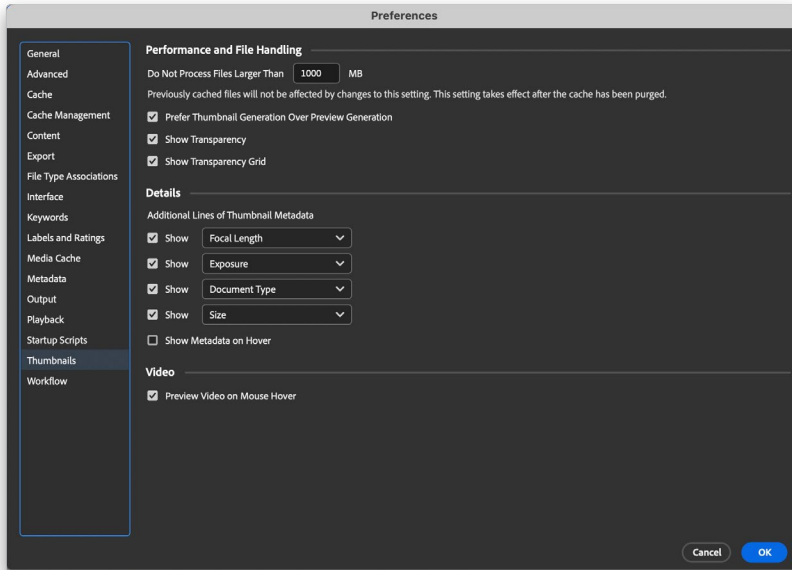 Preferences
General
Advanced
Cache
Cache Management
Content
Export
File Type Associations
Interface
Keywords
Labels and Ratings
Media Cache
Metadata
Output
Playback
Startup Scripts
Thumbnails
Workflow
Performance and File Handling
Do Not Process Files Larger Than 1000 MB
Previously cached files will not be affected by changes to this setting. This setting takes effect after the cache has been purged.
Prefer Thumbnail Generation Over Preview Generation
Show Transparency
Show Transparency Grid
Details
Additional Lines of Thumbnail Metadata
Show Focal Length
Show Exposure
Show Document Type
Show Size
Show Metadata on Hover
Video
Preview Video on Mouse Hover
Cancel OK